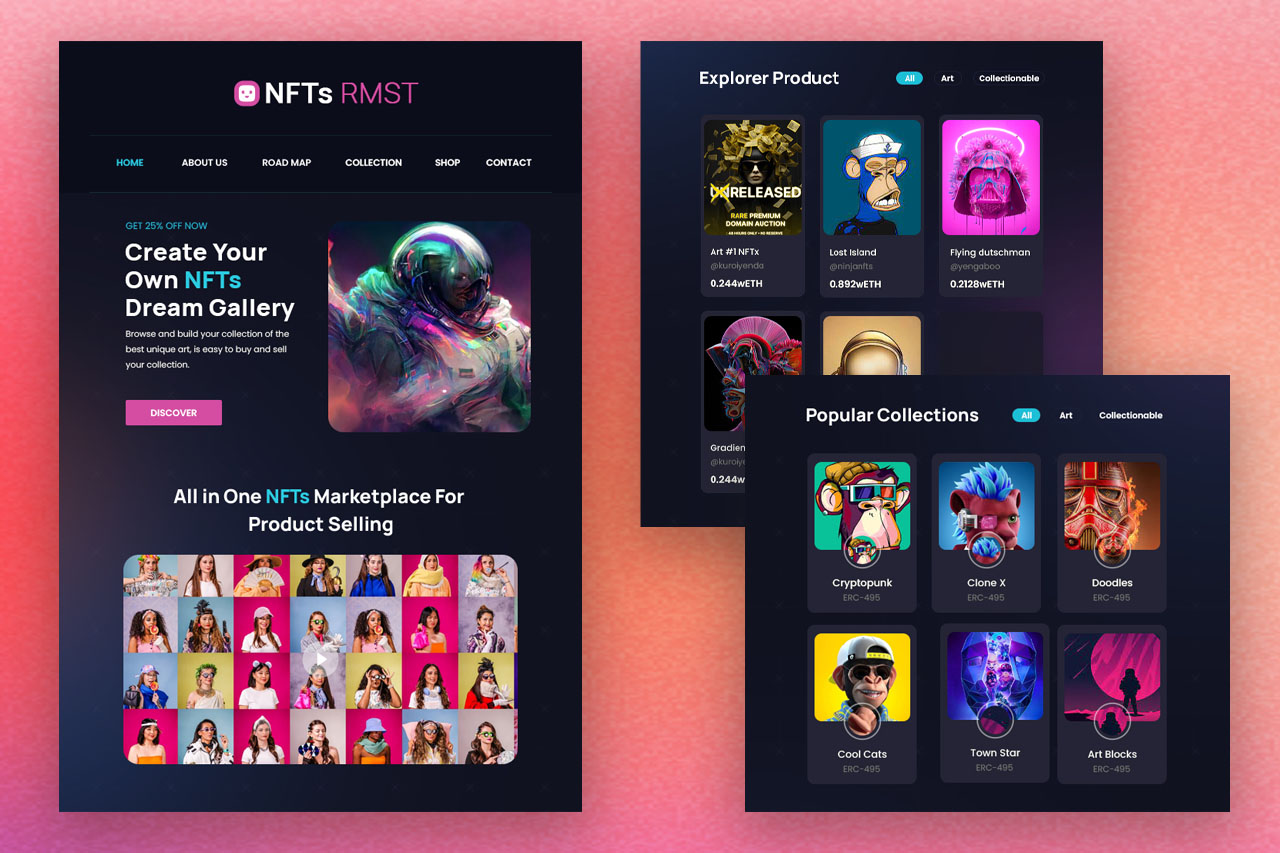 NFTs RMST
HOME ABOUT US ROAD MAP COLLECTION SHOP CONTACT
GET 25% OFF NOW
Create Your
Own NFTs
Dream Gallery
Browse and build your collection of the
best unique art, is easy to buy and sell
your collection.
DISCOVER
All in One NFTs Marketplace For
Product Selling
Explorer Product
All Art Collectionable
UNRELEASED
RARE PREMIUM
DOMAIN AUCTION
48 HOURS ONLY • NO RESERVE
Art #1 NFTx
@kuroiyenda
0.244wETH
Lost Island
@ninjanfts
0.892wETH
Flying dutschman
@yengaboo
0.2128wETH
Gradien
@kuroiye
0.244w
Popular Collections
All Art Collectionable
Cryptopunk
ERC-495
Clone X
ERC-495
Doodles
ERC-495
Cool Cats
ERC-495
Town Star
ERC-495
Art Blocks
ERC-495